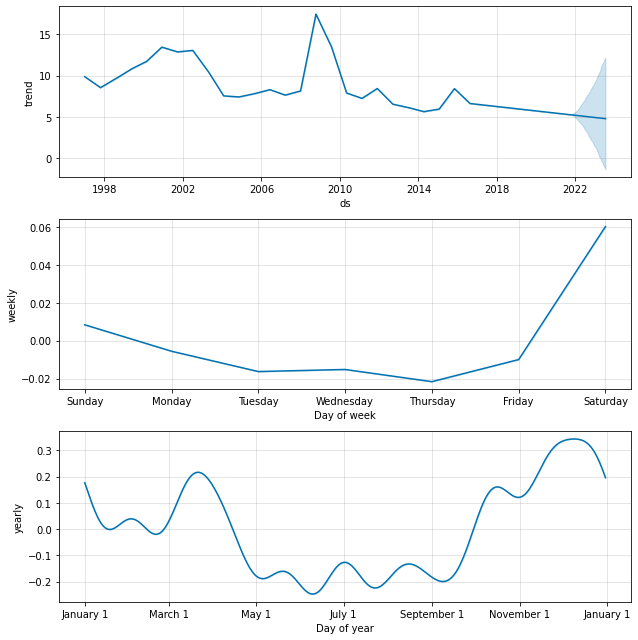 15
10
5
0
trend
1998 2002 2006 2010 2014 2018 2022
ds
0.06
0.04
0.02
0.00
−0.02
weekly
Sunday Monday Tuesday Wednesday Thursday Friday Saturday
Day of week
0.3
0.2
0.1
0.0
−0.1
−0.2
yearly
January 1 March 1 May 1 July 1 September 1 November 1 January 1
Day of year